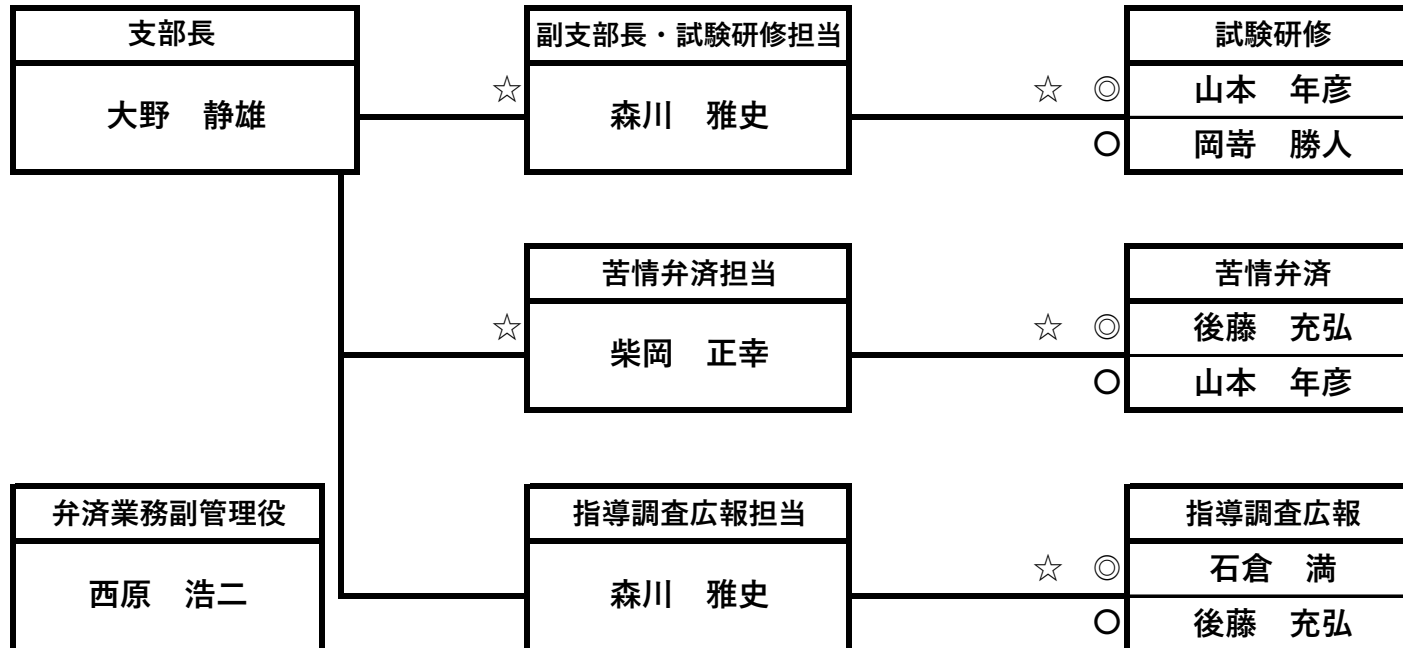 支部長
大野　静雄
☆
副支部長・試験研修担当
森川　雅史
☆　◎
試験研修
山本　年彦
○
岡嵜　勝人
☆
苦情弁済担当
柴岡　正幸
☆　◎
苦情弁済
後藤　充弘
○
山本　年彦
弁済業務副管理役
西原　浩二
指導調査広報担当
森川　雅史
☆　◎
指導調査広報
石倉　満
○
後藤　充弘